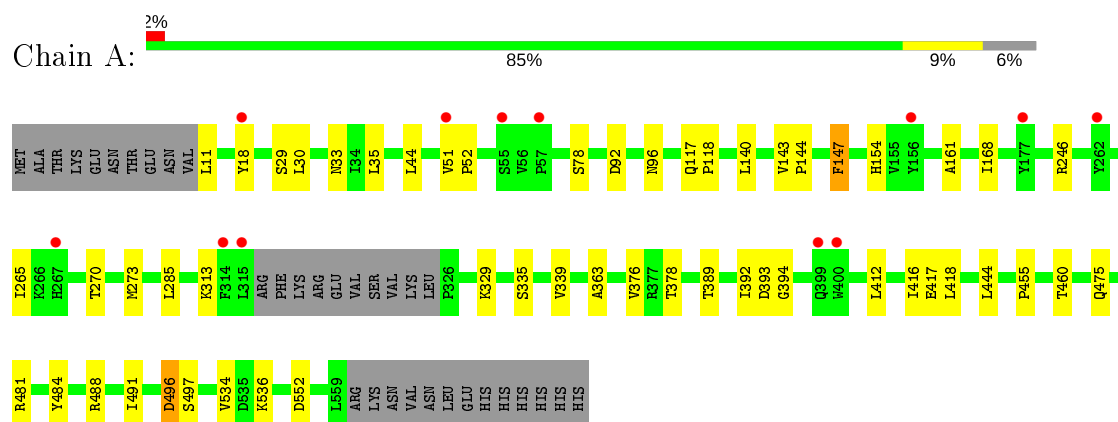 2%
Chain A:
85% 9% 6%
MET ALA THR LYS GLU ASN THR GLU ASN VAL L11 Y18 S29 L30 N33 I34 L35 L44 V51 P52 S55 V56 P57 S78 D92 N96 Q117 P118 L140 V143 P144 F147 H154 V155 Y156 A161 I168 Y177 R246 Y262
I265 K266 H267 T270 M273 L285 K313 F314 L315 ARG PHE LYS ARG GLU VAL SER VAL LYS LEU P326 K329 S335 V339 A363 V376 R377 T378 T389 I392 D393 G394 Q399 W400 L412 I416 E417 L418 L444 P455 T460 Q475
R481 Y484 R488 I491 D496 S497 V534 D535 K536 D552 L559 ARG LYS ASN VAL ASN LEU GLU HIS HIS HIS HIS HIS HIS